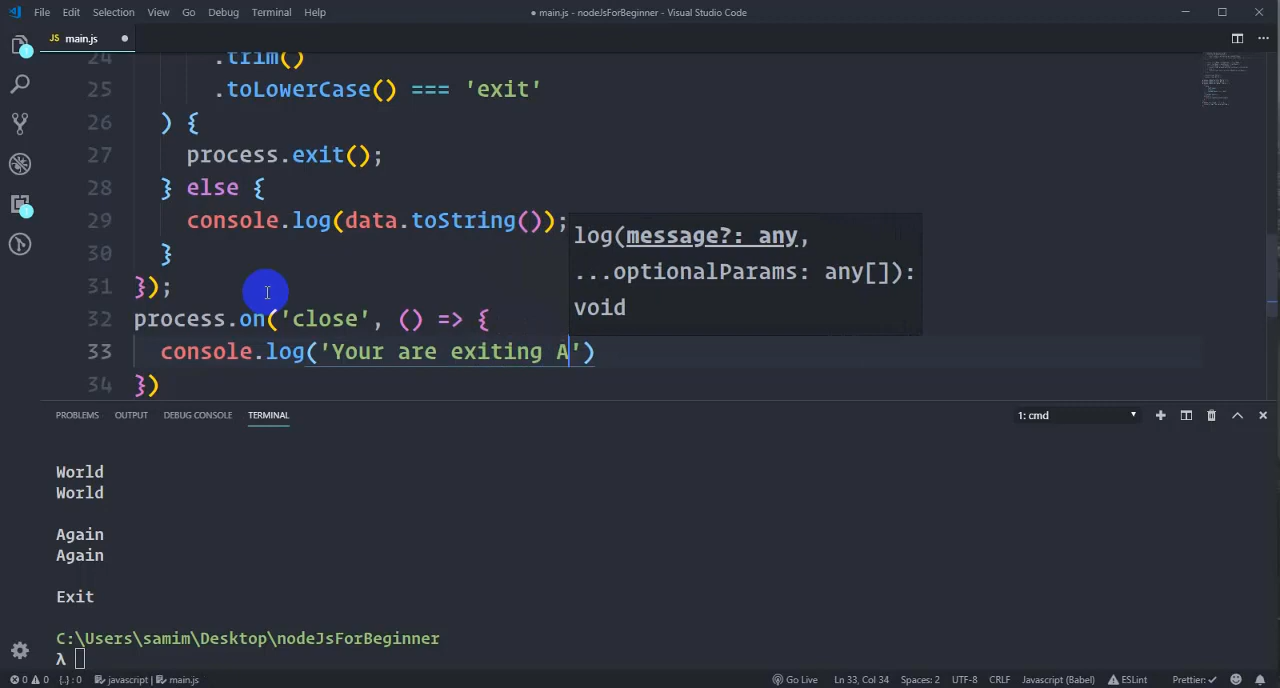 File Edit Selection View Go Debug Terminal Help
● main.js - nodeJsForBeginner - Visual Studio Code
JS main.js
24 .trim()
25 .toLowerCase() === 'exit'
26 ) {
27 process.exit();
28 } else {
29 console.log(data.toString());
30 }
31 });
32 process.on('close', () => {
33 console.log('Your are exiting A')
34 })
log(message?: any,
...optionalParams: any[]):
void
PROBLEMS OUTPUT DEBUG CONSOLE TERMINAL
1: cmd
World
World
Again
Again
Exit
C:\Users\samim\Desktop\nodeJsForBeginner
λ
0 0 {..} : 0 javascript | main.js
Go Live Ln 33, Col 34 Spaces: 2 UTF-8 CRLF Javascript (Babel) ESLint Prettier: ✓